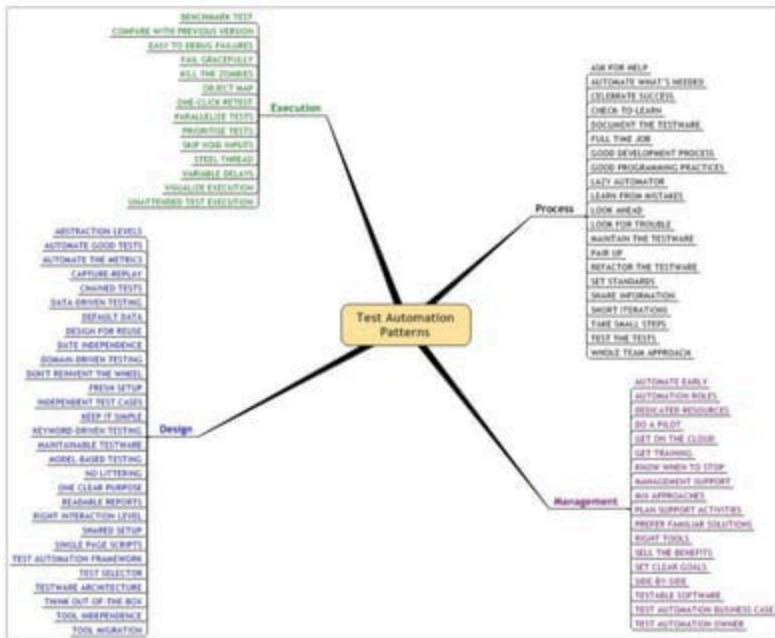 Test Automation
Patterns
Execution
BENCHMARK TEST
COMPARE WITH PREVIOUS VERSION
EASY TO DEBUG FAILURES
FAIL GRACEFULLY
KILL THE ZOMBIES
OBJECT MAP
ONE-CLICK RETEST
PARALLELIZE TESTS
PRIORITISE TESTS
SKIP VOID INPUTS
STEEL THREAD
VARIABLE DELAYS
VISUALIZE EXECUTION
UNATTENDED TEST EXECUTION
Process
ASK FOR HELP
AUTOMATE WHAT'S NEEDED
CELEBRATE SUCCESS
CHECK-TO-LEARN
DOCUMENT THE TESTWARE
FULL TIME JOB
GOOD DEVELOPMENT PROCESS
GOOD PROGRAMMING PRACTICES
LAZY AUTOMATOR
LEARN FROM MISTAKES
LOOK AHEAD
LOOK FOR TROUBLE
MAINTAIN THE TESTWARE
PAIR UP
REFACTOR THE TESTWARE
SET STANDARDS
SHARE INFORMATION
SHORT ITERATIONS
TAKE SMALL STEPS
TEST THE TESTS
WHOLE TEAM APPROACH
Design
ABSTRACTION LEVELS
AUTOMATE GOOD TESTS
AUTOMATE THE METRICS
CAPTURE-REPLAY
CHAINED TESTS
DATA-DRIVEN TESTING
DEFAULT DATA
DESIGN FOR REUSE
DATE INDEPENDENCE
DOMAIN-DRIVEN TESTING
DON'T REINVENT THE WHEEL
FRESH SETUP
INDEPENDENT TEST CASES
KEEP IT SIMPLE
KEYWORD-DRIVEN TESTING
MAINTAINABLE TESTWARE
MODEL-BASED TESTING
NO LITTERING
ONE CLEAR PURPOSE
READABLE REPORTS
RIGHT INTERACTION LEVEL
SHARED SETUP
SINGLE PAGE SCRIPTS
TEST AUTOMATION FRAMEWORK
TEST SELECTOR
TESTWARE ARCHITECTURE
THINK OUT-OF-THE-BOX
TOOL INDEPENDENCE
TOOL MIGRATION
Management
AUTOMATE EARLY
AUTOMATION ROLES
DEDICATED RESOURCES
DO A PILOT
GET ON THE CLOUD
GET TRAINING
KNOW WHEN TO STOP
MANAGEMENT SUPPORT
MIX APPROACHES
PLAN SUPPORT ACTIVITIES
PREFER FAMILIAR SOLUTIONS
RIGHT TOOLS
SELL THE BENEFITS
SET CLEAR GOALS
SIDE-BY-SIDE
TESTABLE SOFTWARE
TEST AUTOMATION BUSINESS CASE
TEST AUTOMATION OWNER